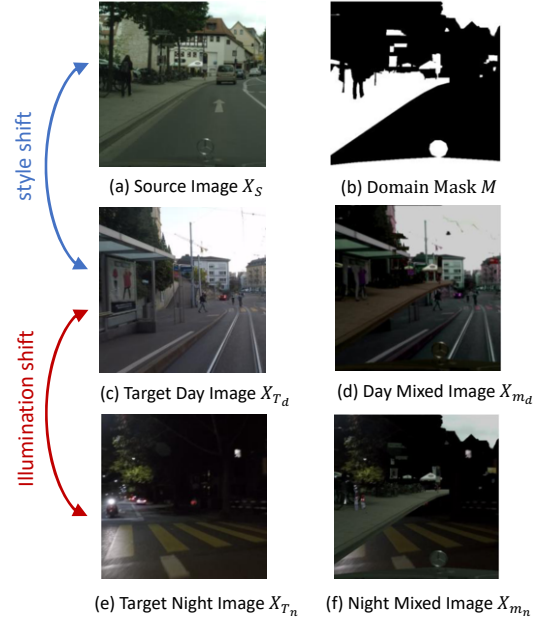 style shift
Illumination shift
(a) Source Image $X_S$
(b) Domain Mask $M$
(c) Target Day Image $X_{T_d}$
(d) Day Mixed Image $X_{m_d}$
(e) Target Night Image $X_{T_n}$
(f) Night Mixed Image $X_{m_n}$